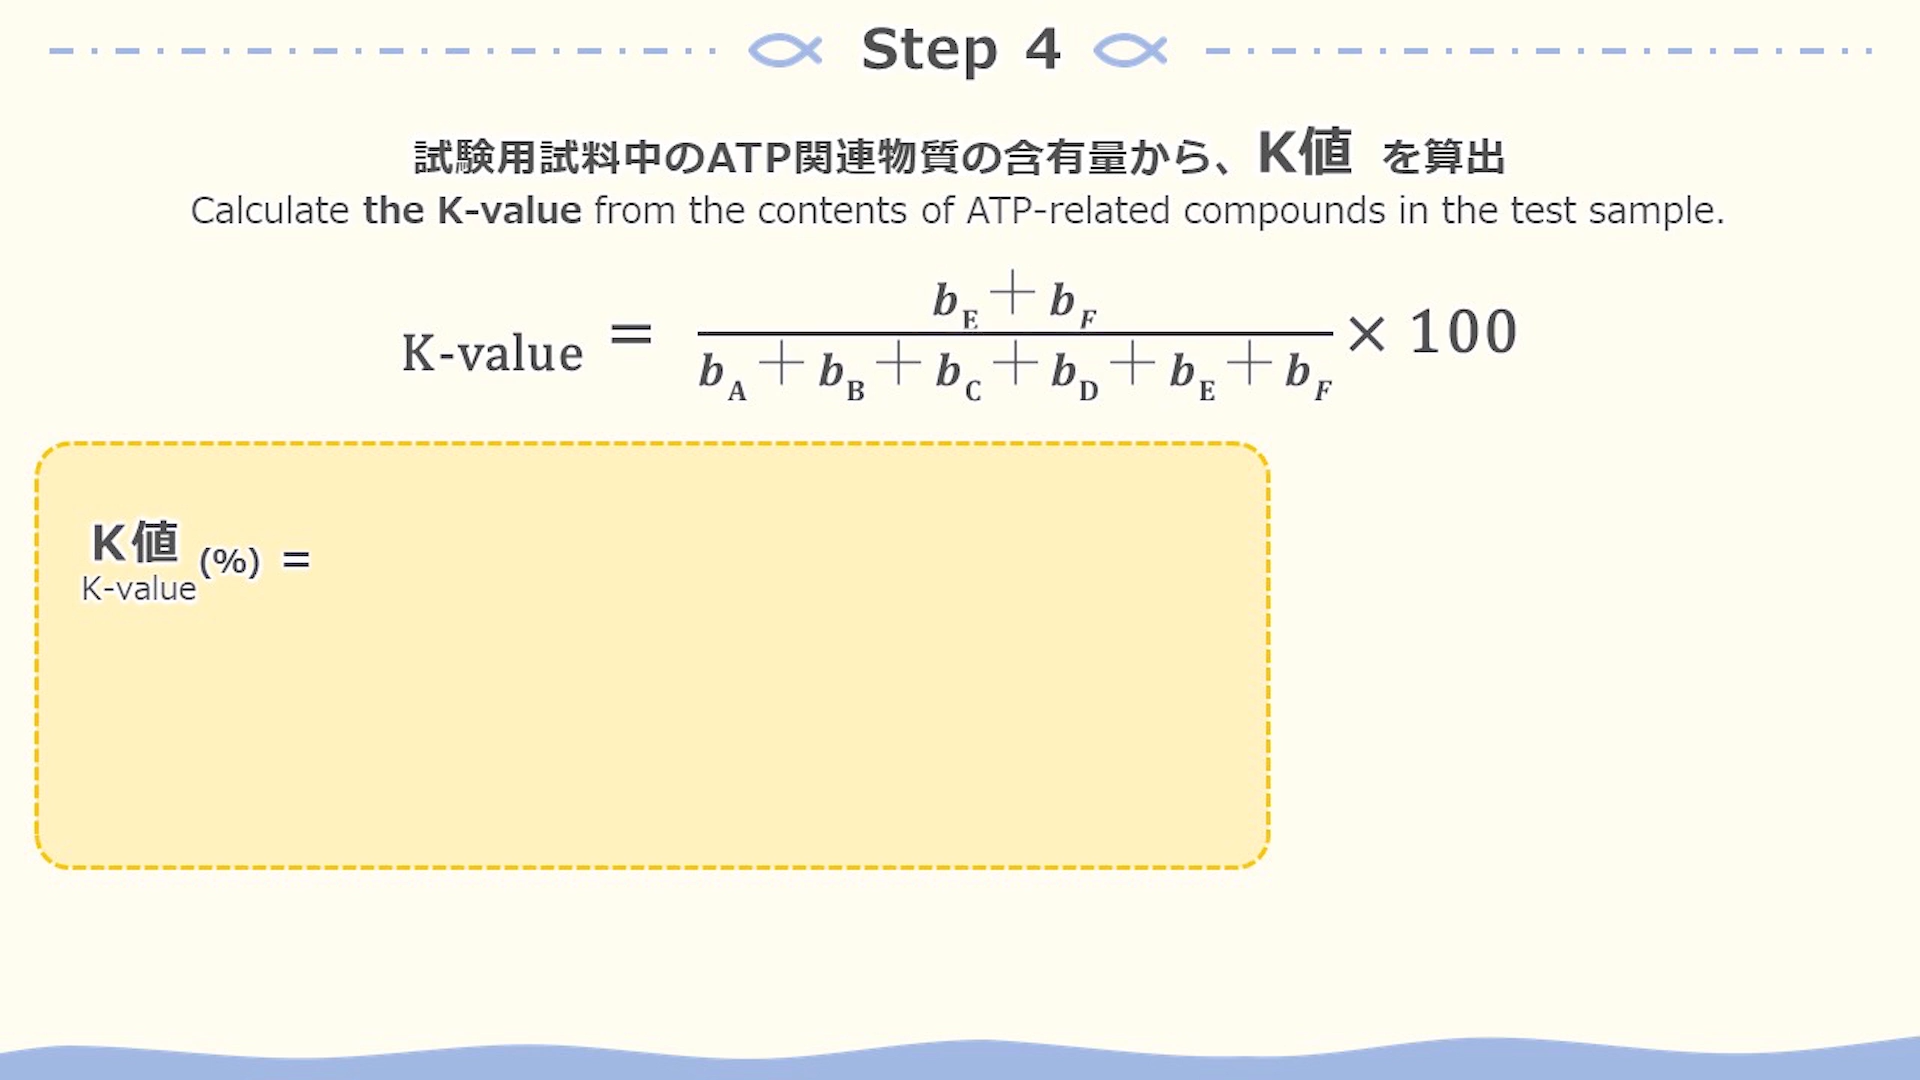 Step 4
試験用試料中のATP関連物質の含有量から、K値 を算出
Calculate the K-value from the contents of ATP-related compounds in the test sample.
K-value = (b_E + b_F) / (b_A + b_B + b_C + b_D + b_E + b_F) × 100
K値 (%) =
K-value